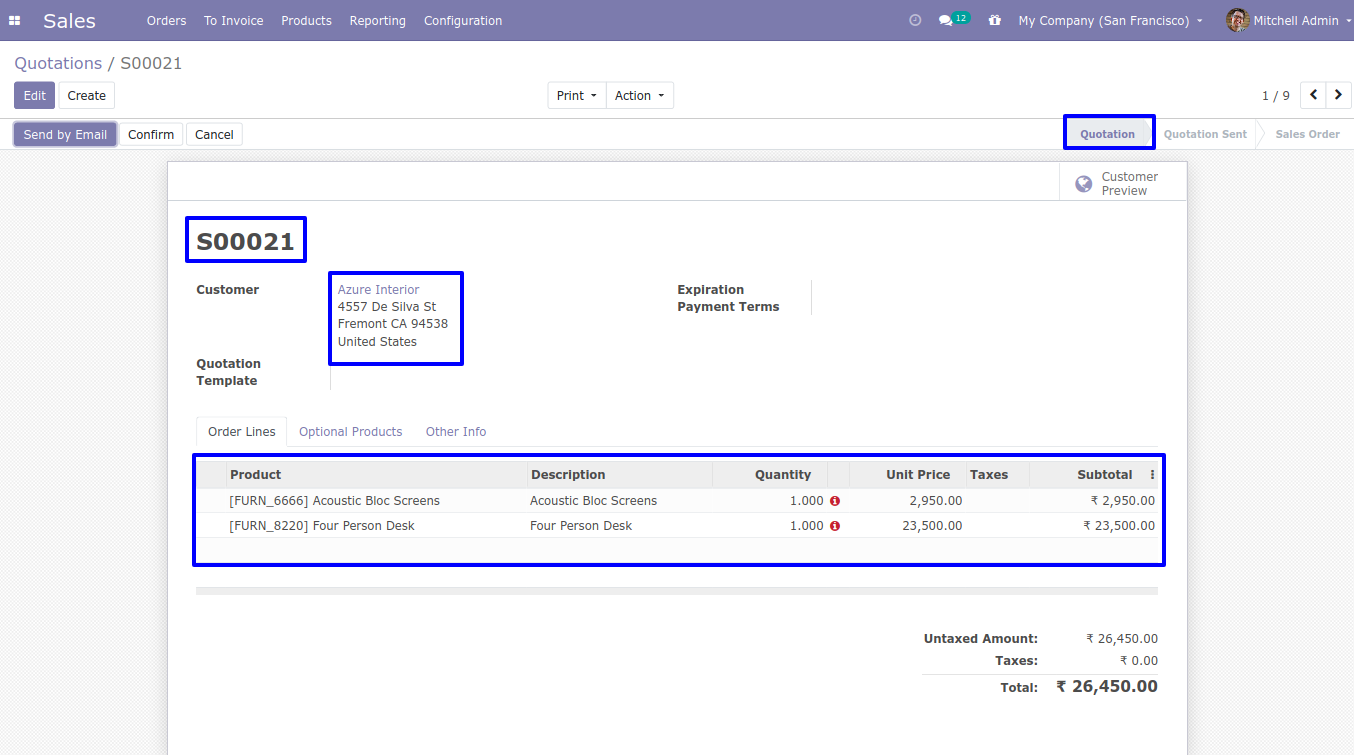 Sales Orders To Invoice Products Reporting Configuration 12 My Company (San Francisco) Mitchell Admin
Quotations / S00021
Edit Create Print Action 1 / 9
Send by Email Confirm Cancel Quotation Quotation Sent Sales Order
Customer
Preview
S00021
Customer Azure Interior Expiration
4557 De Silva St Payment Terms
Fremont CA 94538
United States
Quotation
Template
Order Lines Optional Products Other Info
Product Description Quantity Unit Price Taxes Subtotal
[FURN_6666] Acoustic Bloc Screens Acoustic Bloc Screens 1.000 2,950.00 ₹ 2,950.00
[FURN_8220] Four Person Desk Four Person Desk 1.000 23,500.00 ₹ 23,500.00
Untaxed Amount: ₹ 26,450.00
Taxes: ₹ 0.00
Total: ₹ 26,450.00